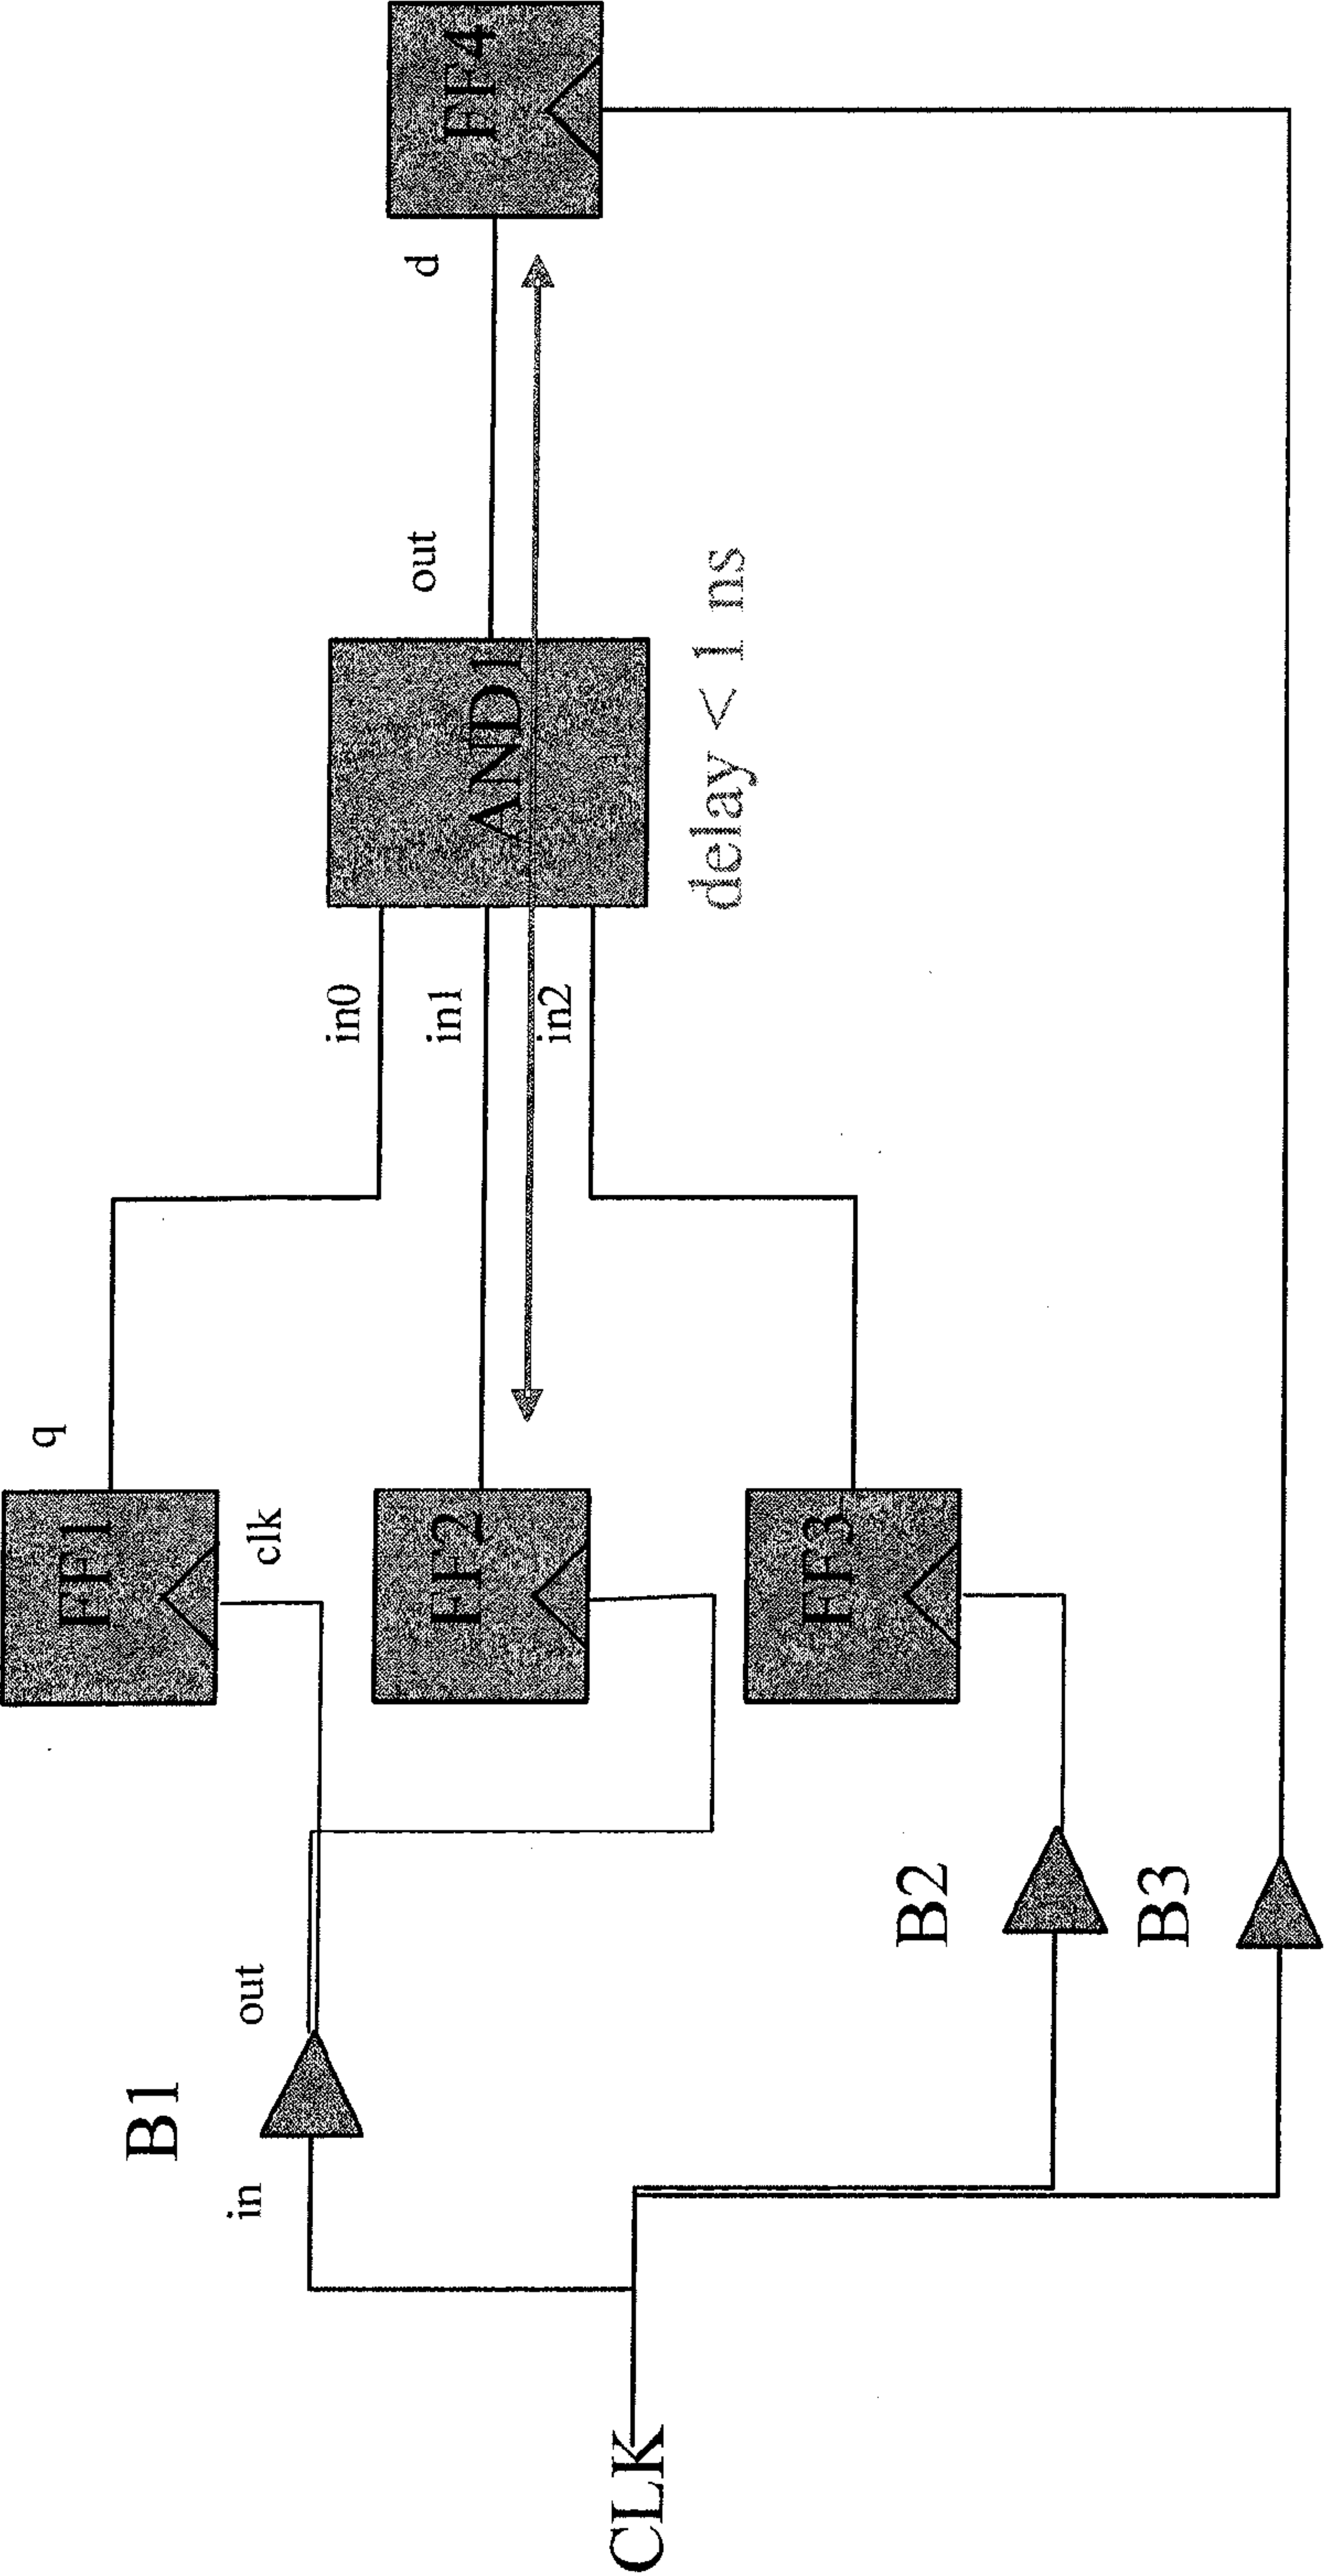 FF1
q
clk
FF2
FF3
B1
in
out
B2
B3
CLK
in0
in1
in2
AND1
out
delay < 1 ns
d
FF4